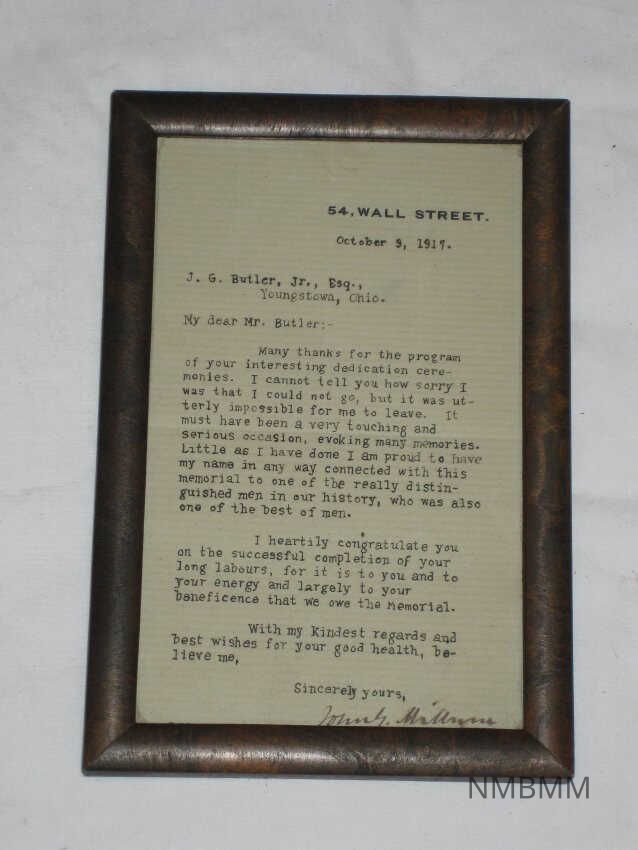 54, WALL STREET.
October 9, 1917.
J. G. Butler, Jr., Esq.,
Youngstown, Ohio.
My dear Mr. Butler:-
Many thanks for the program
of your interesting dedication cere-
monies. I cannot tell you how sorry I
was that I could not go, but it was ut-
terly impossible for me to leave. It
must have been a very touching and
serious occasion, evoking many memories.
Little as I have done I am proud to have
my name in any way connected with this
memorial to one of the really distin-
guished men in our history, who was also
one of the best of men.
I heartily congratulate you
on the successful completion of your
long labours, for it is to you and to
your energy and largely to your
beneficence that we owe the Memorial.
With my kindest regards and
best wishes for your good health, be-
lieve me,
Sincerely yours,
John G. Milburn
NMBMM